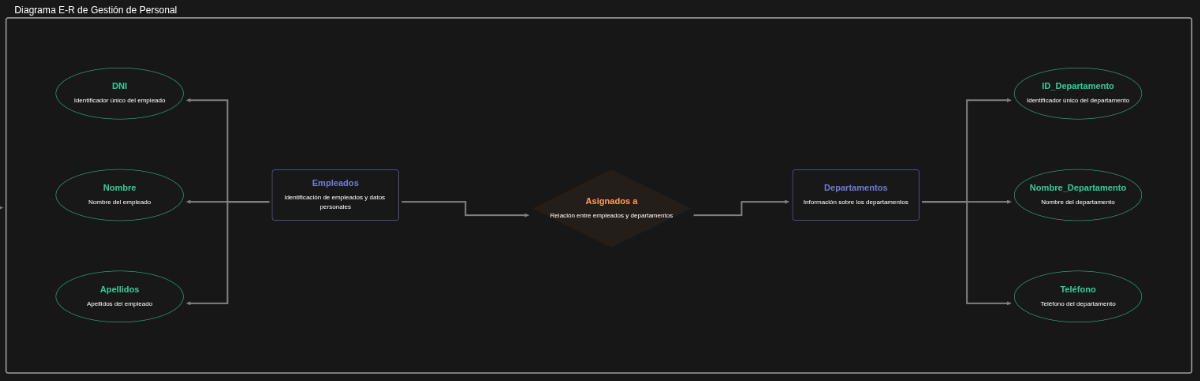 Diagrama E-R de Gestión de Personal
DNI
Identificador único del empleado
Nombre
Nombre del empleado
Apellidos
Apellidos del empleado
Empleados
Identificación de empleados y datos
personales
Asignados a
Relación entre empleados y departamentos
Departamentos
Información sobre los departamentos
ID_Departamento
Identificador único del departamento
Nombre_Departamento
Nombre del departamento
Teléfono
Teléfono del departamento